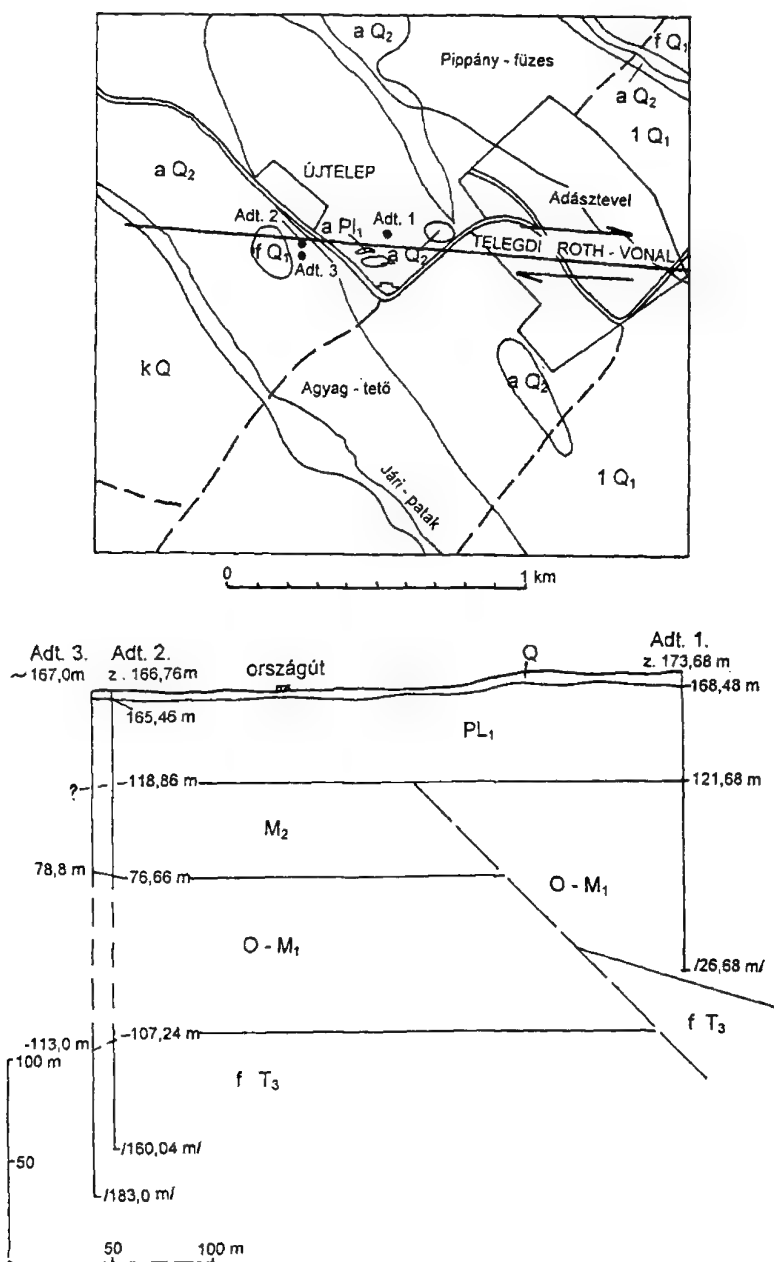 a Q₂
Pippány - füzes
f Q₁
a Q₂
1 Q₁
a Q₂
ÚJTELEP
Adásztevel
Adt. 2
a Pl₁
Adt. 1
TELEGDI ROTH - VONAL
f Q₁
Adt. 3
a Q₂
k Q
Agyag - tető
a Q₂
1 Q₁
Jári - patak
0 1 km
Adt. 3. Adt. 2. országút Q Adt. 1.
~167,0m z. 166,76m z. 173,68 m
168,48 m
165,46 m
PL₁
? -118,86 m 121,68 m
M₂
78,8 m 76,66 m
O - M₁
O - M₁
/26,68 m/
f T₃
-113,0 m -107,24 m
100 m
f T₃
/160,04 m/
50
/183,0 m/
50 100 m